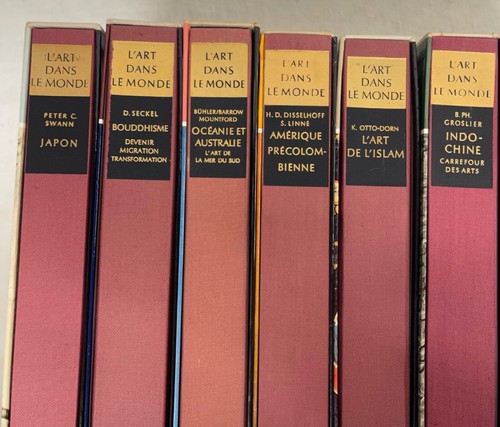 L'ART
DANS
LE MONDE
PETER C.
SWANN
JAPON
L'ART
DANS
LE MONDE
D. SECKEL
BOUDDHISME
DEVENIR
MIGRATION
TRANSFORMATION
L'ART
DANS
LE MONDE
BÜHLER/BARROW
MOUNTFORD
OCÉANIE ET
AUSTRALIE
L'ART DE
LA MER DU SUD
L'ART
DANS
LE MONDE
H. D. DISSELHOFF
S. LINNE
AMÉRIQUE
PRÉCOLOM-
BIENNE
L'ART
DANS
LE MONDE
K. OTTO-DORN
L'ART
DE L'ISLAM
L'ART
DANS
LE MONDE
B. PH.
GROSLIER
INDO-
CHINE
CARREFOUR
DES ARTS